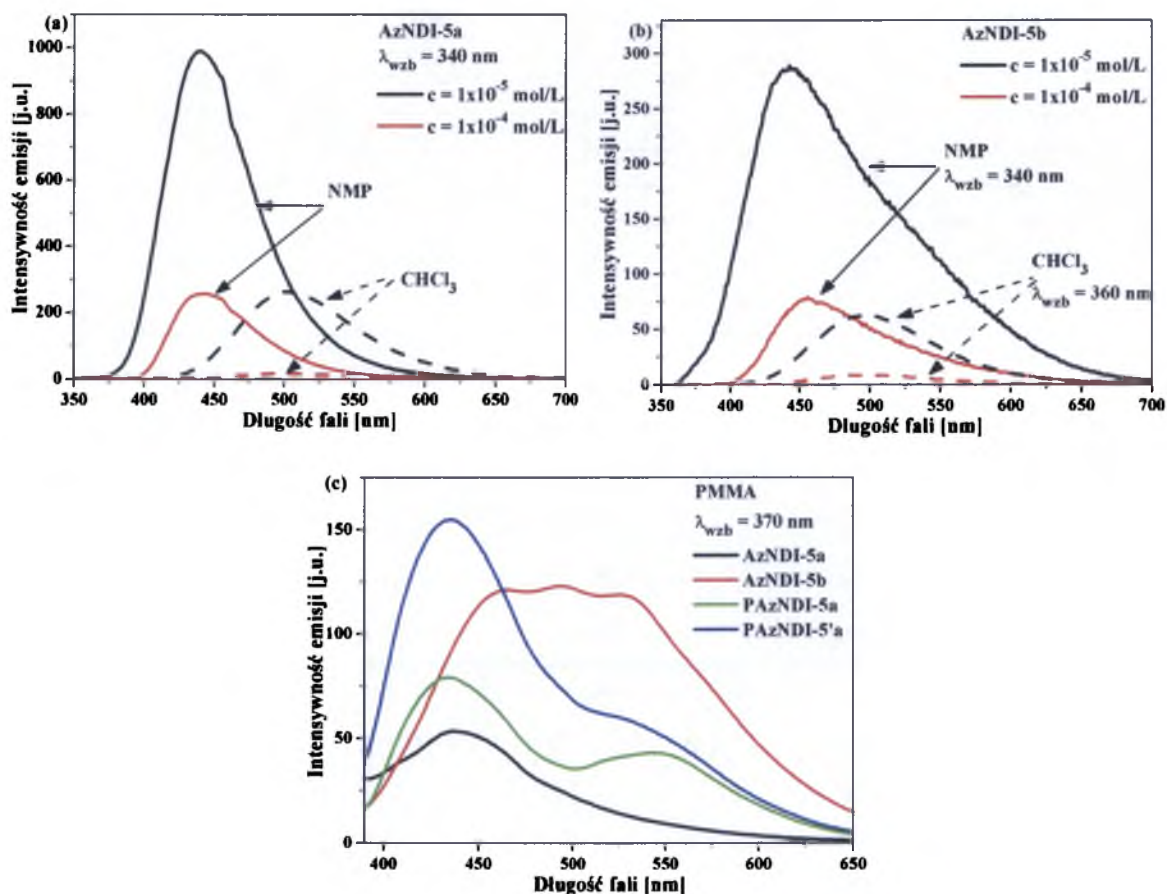 (a)
AzNDI-5a
λwzb = 340 nm
c = 1x10⁻⁵ mol/L
c = 1x10⁻⁴ mol/L
NMP
CHCl₃
Intensywność emisji [j.u.]
1000
800
600
400
200
0
350 400 450 500 550 600 650 700
Długość fali [nm]
(b)
AzNDI-5b
c = 1x10⁻⁵ mol/L
c = 1x10⁻⁴ mol/L
NMP
λwzb = 340 nm
CHCl₃
λwzb = 360 nm
Intensywność emisji [j.u.]
300
250
200
150
100
50
0
350 400 450 500 550 600 650 700
Długość fali [nm]
(c)
PMMA
λwzb = 370 nm
AzNDI-5a
AzNDI-5b
PAzNDI-5a
PAzNDI-5'a
Intensywność emisji [j.u.]
150
100
50
0
400 450 500 550 600 650
Długość fali [nm]